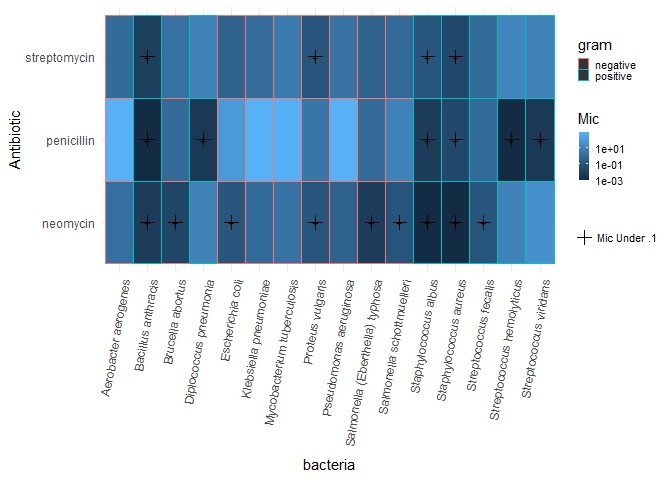 streptomycin
penicillin
neomycin
Antibiotic
Aerobacter aerogenes
Bacillus anthracis
Brucella abortus
Diplococcus pneumonia
Escherichia coli
Klebsiella pneumoniae
Mycobacterium tuberculosis
Proteus vulgaris
Pseudomonas aeruginosa
Salmonella (Eberthella) typhosa
Salmonella schottmuelleri
Staphylococcus albus
Staphylococcus aureus
Streptococcus fecalis
Streptococcus hemolyticus
Streptococcus viridans
bacteria
gram
negative
positive
Mic
1e+01
1e-01
1e-03
Mic Under .1